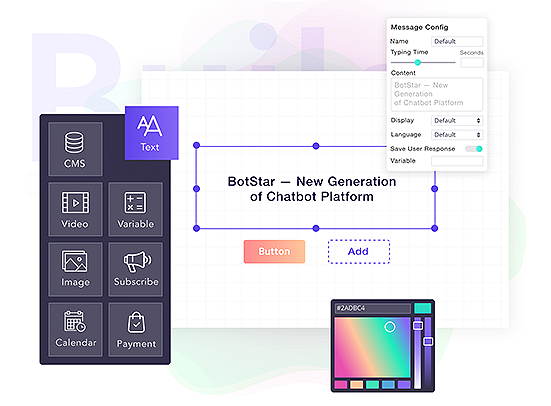 Build
Message Config
Name
Default
Typing Time
Seconds
Content
BotStar — New
Generation
of Chatbot Platform
Display
Default
Language
Default
Save User Response
Variable
Text
CMS
Video
Variable
Image
Subscribe
Calendar
Payment
BotStar — New Generation
of Chatbot Platform
Button
Add
#2ADBC4